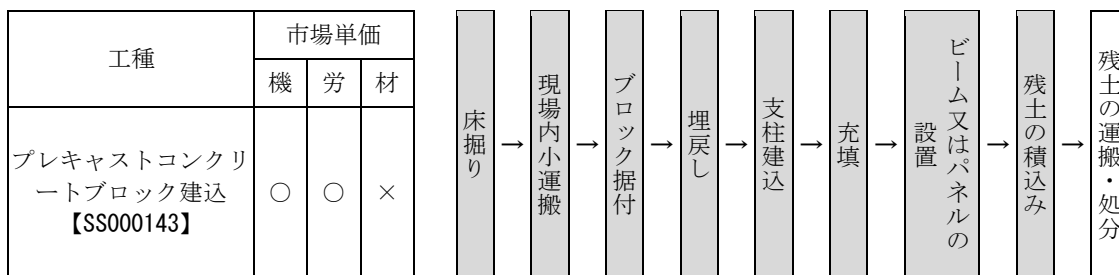 工種
市場単価
機
労
材
プレキャストコンクリ
ートブロック建込
【SS000143】
○
○
×
床掘り
→
現場内小運搬
→
ブロック据付
→
埋戻し
→
支柱建込
→
充填
→
ビーム又はパネルの
設置
→
残土の積込み
→
残土の運搬・処分